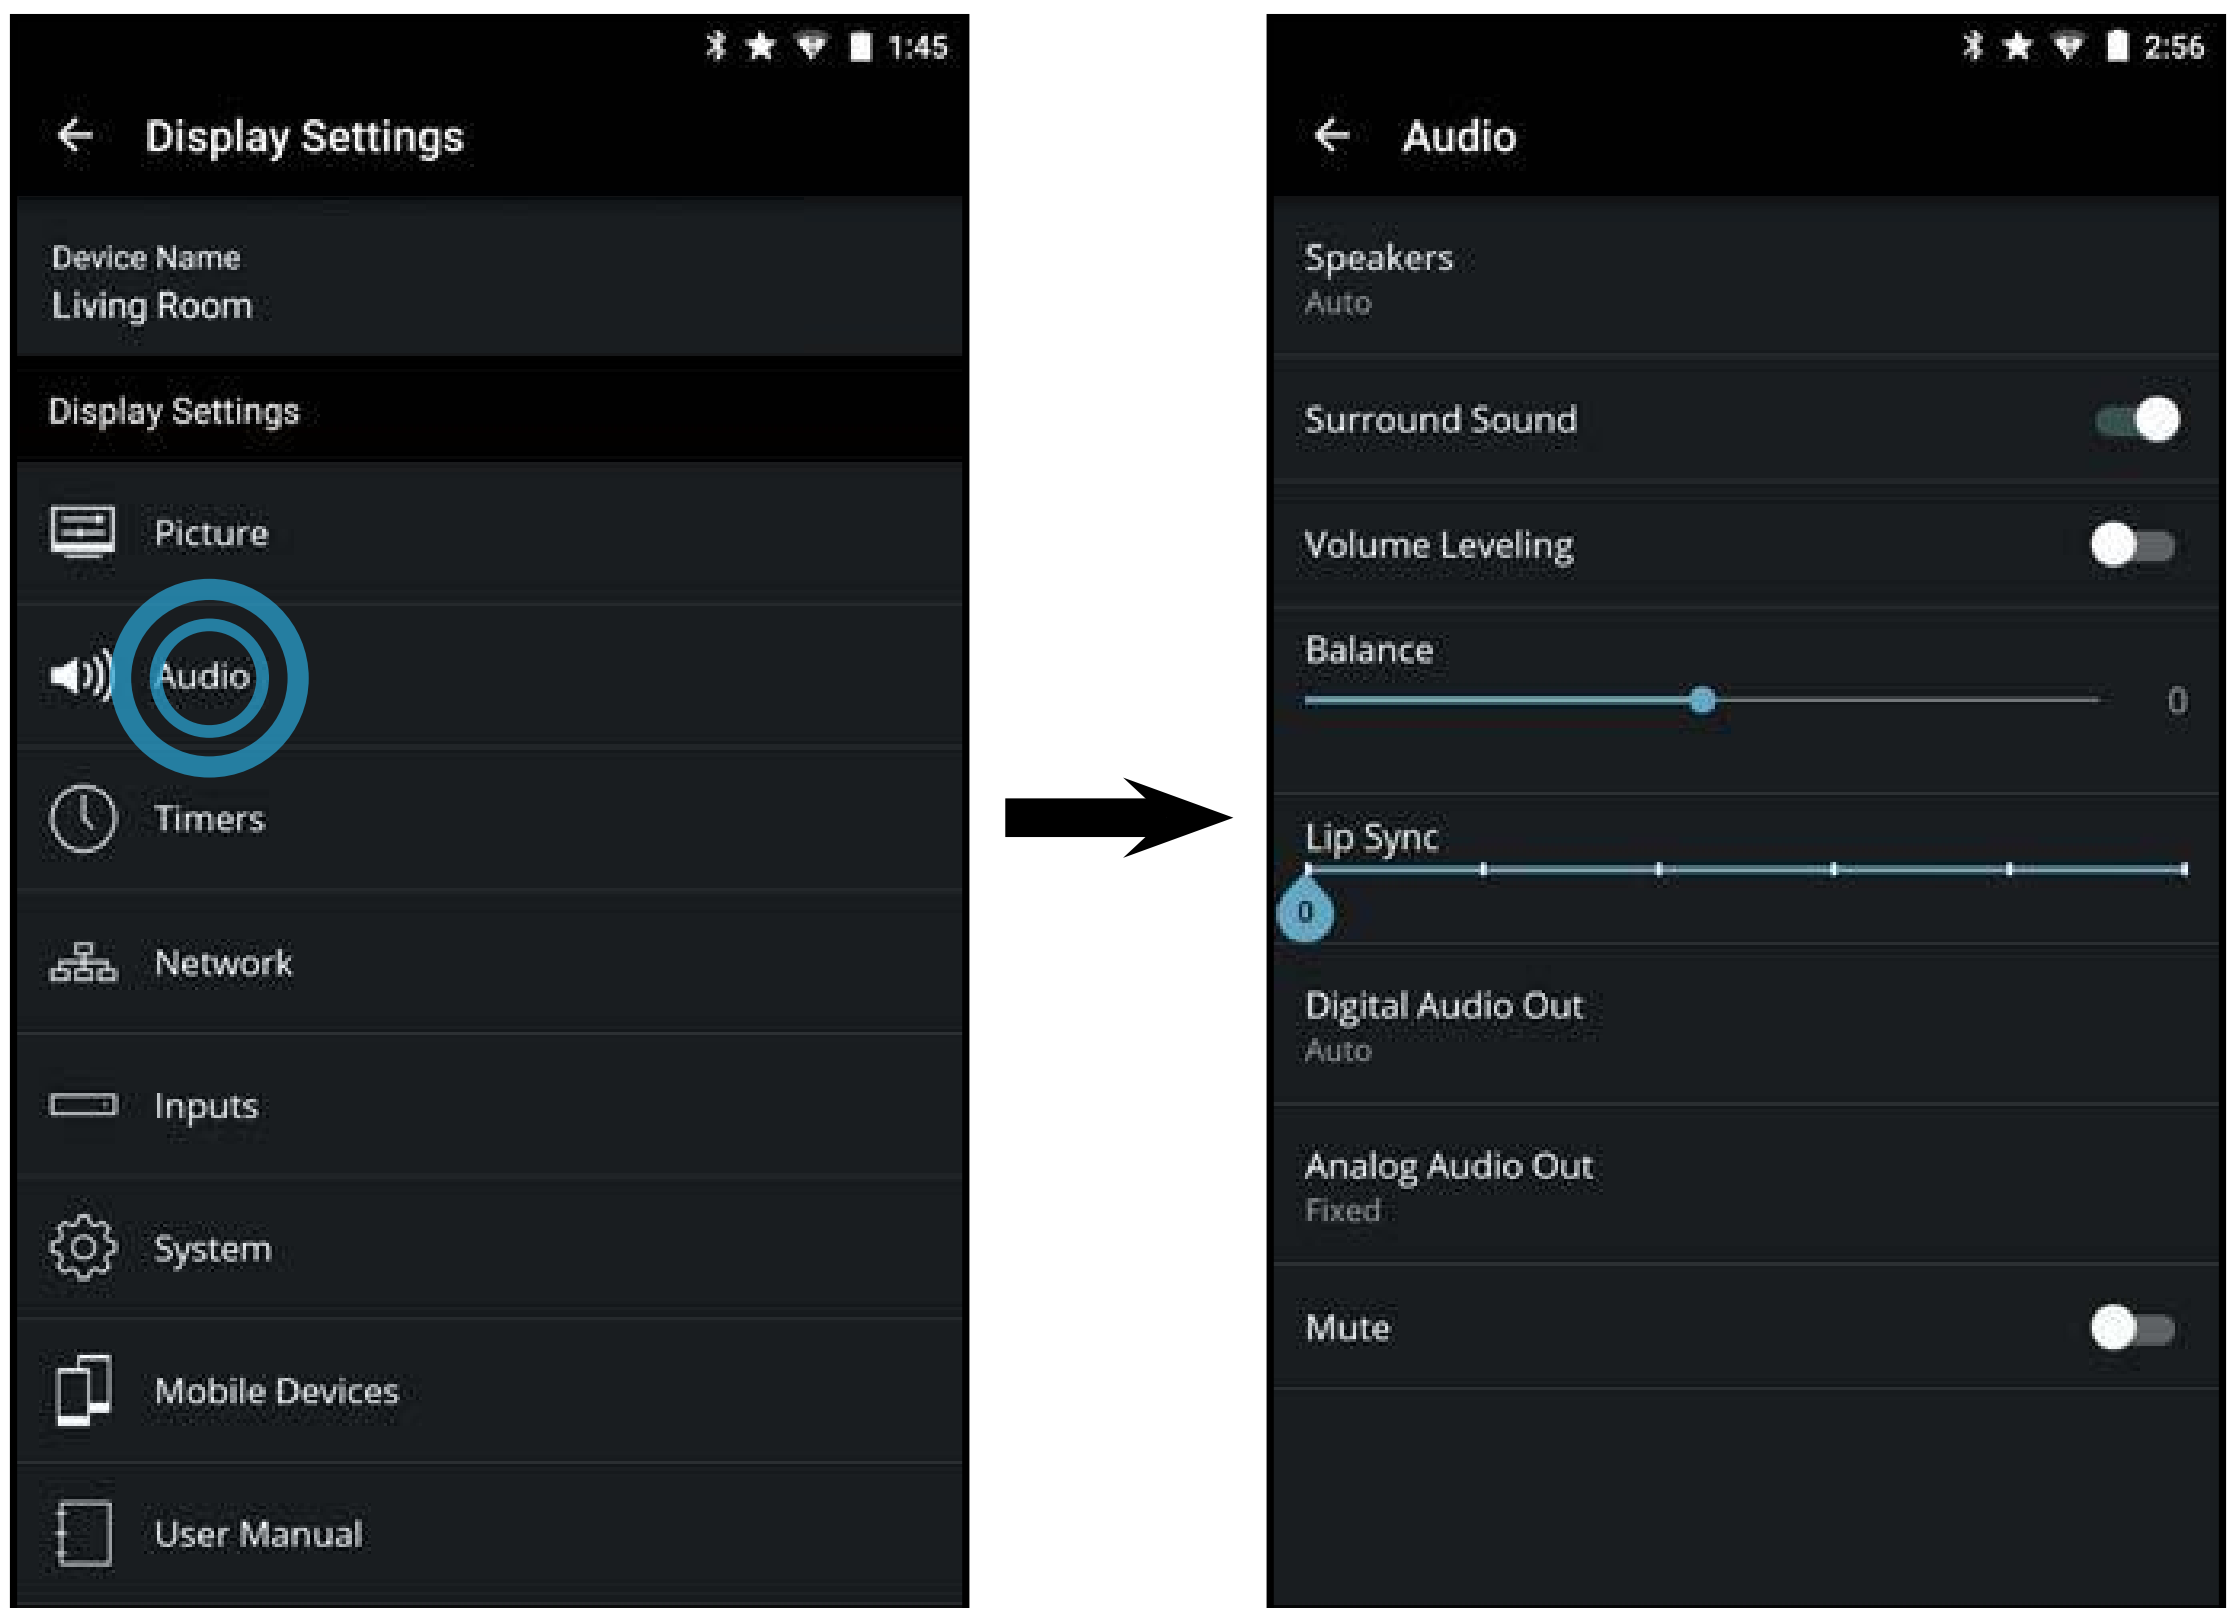 1:45
Display Settings
Device Name
Living Room
Display Settings
Picture
Audio
Timers
Network
Inputs
System
Mobile Devices
User Manual
2:56
Audio
Speakers
Auto
Surround Sound
Volume Leveling
Balance
0
Lip Sync
0
Digital Audio Out
Auto
Analog Audio Out
Fixed
Mute